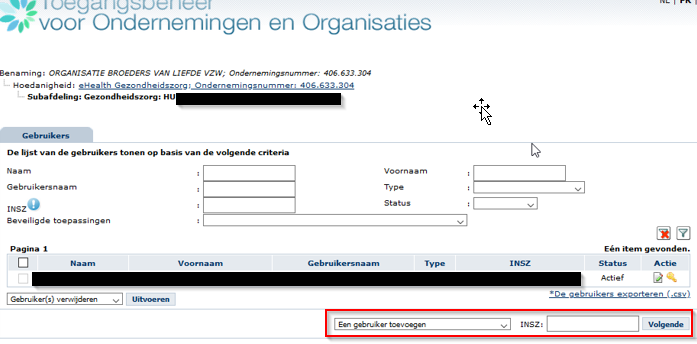 Toegangsbeheer NL | FR
voor Ondernemingen en Organisaties
Benaming: ORGANISATIE BROEDERS VAN LIEFDE VZW; Ondernemingsnummer: 406.633.304
Hoedanigheid: eHealth Gezondheidszorg; Ondernemingsnummer: 406.633.304
Subafdeling: Gezondheidszorg: HU
Gebruikers
De lijst van de gebruikers tonen op basis van de volgende criteria
Naam : Voornaam :
Gebruikersnaam : Type :
INSZ : Status :
Beveiligde toepassingen :
Pagina 1 Eén item gevonden.
Naam Voornaam Gebruikersnaam Type INSZ Status Actie
Actief
Gebruiker(s) verwijderen Uitvoeren *De gebruikers exporteren (.csv)
Een gebruiker toevoegen INSZ: Volgende